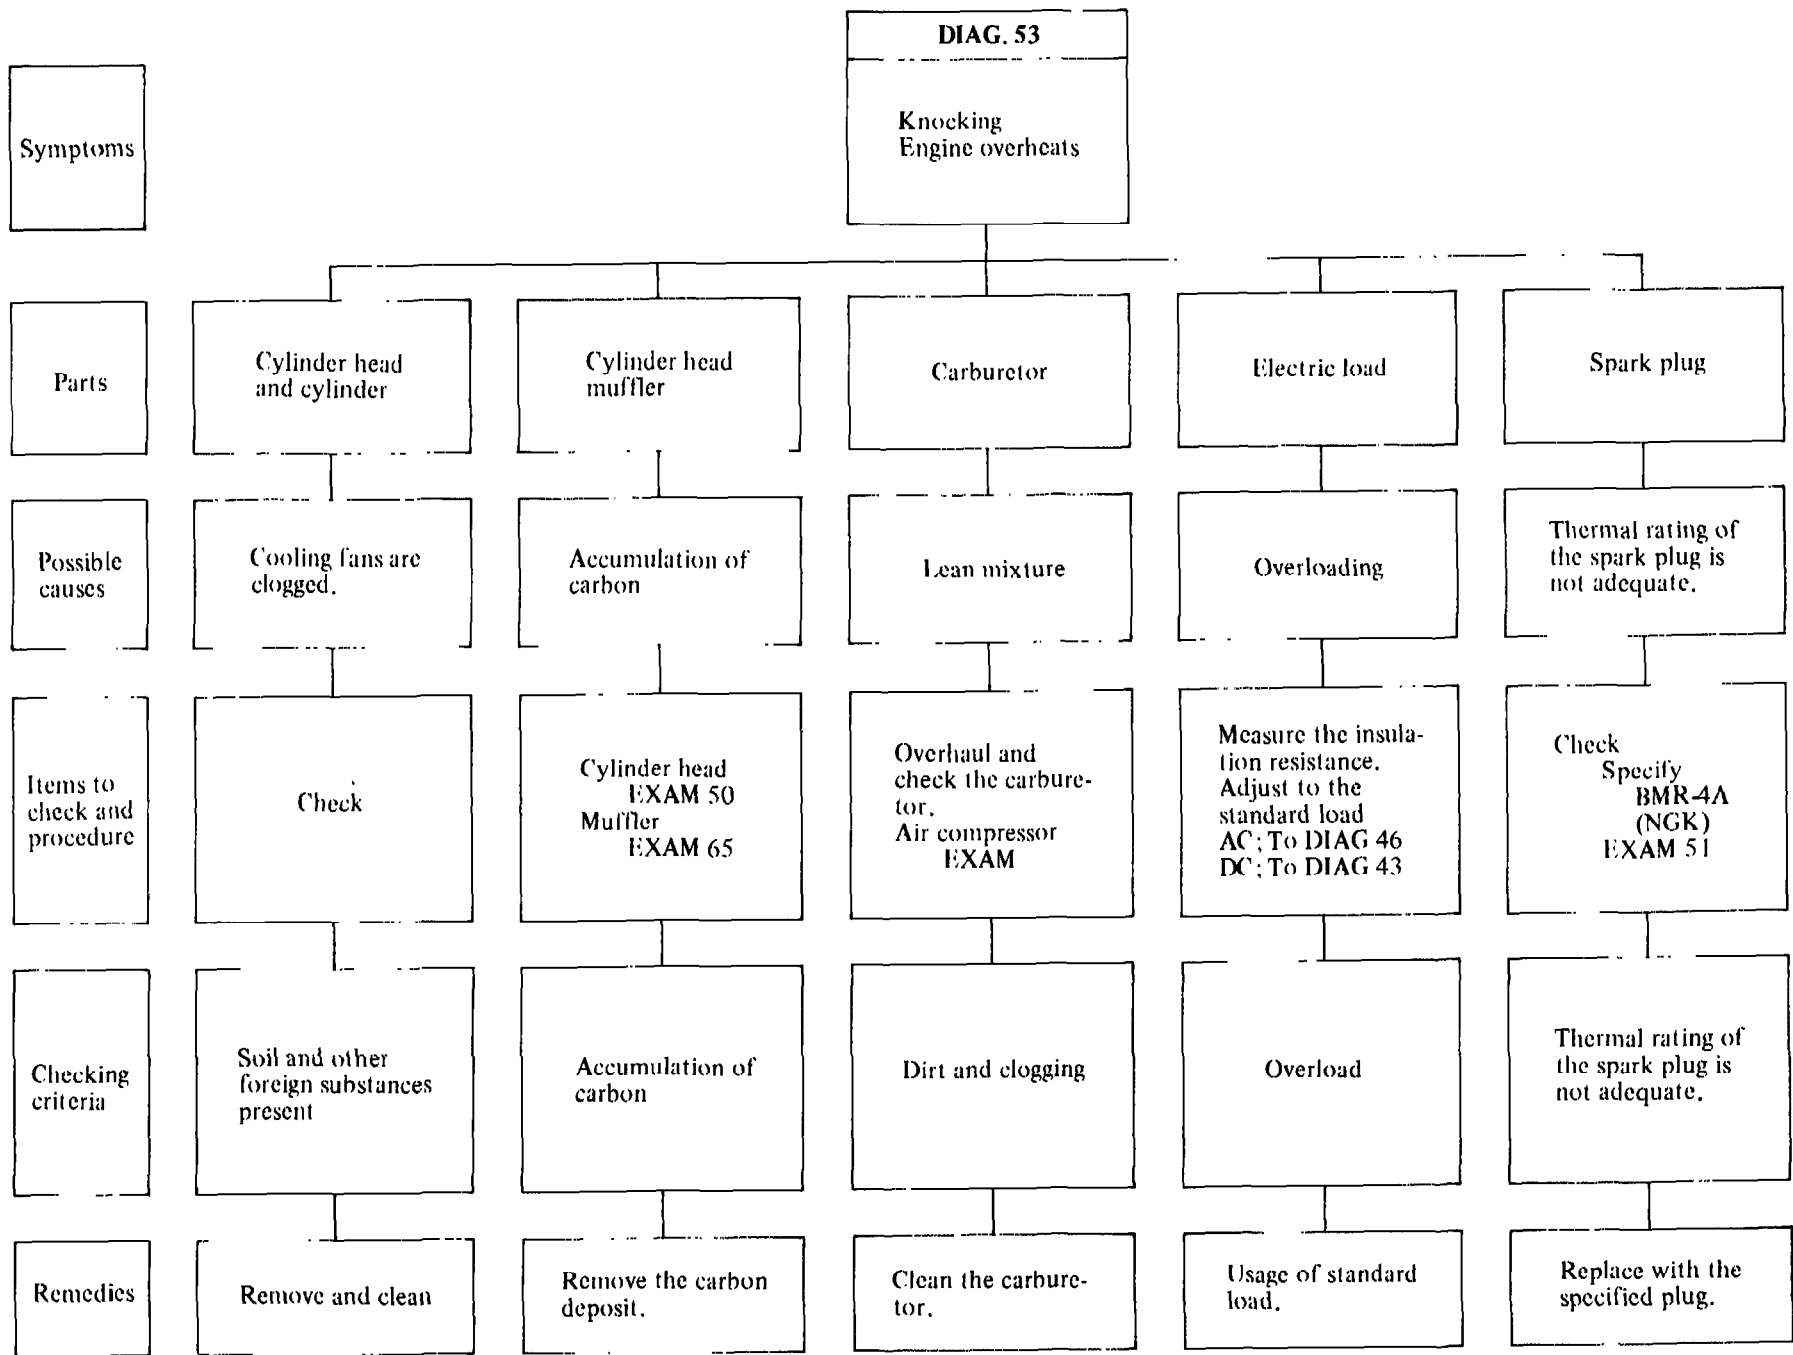 DIAG. 53
Knocking
Engine overheats
Symptoms
Parts
Cylinder head
and cylinder
Cylinder head
muffler
Carburetor
Electric load
Spark plug
Possible
causes
Cooling fans are
clogged.
Accumulation of
carbon
Lean mixture
Overloading
Thermal rating of
the spark plug is
not adequate.
Items to
check and
procedure
Check
Cylinder head
EXAM 50
Muffler
EXAM 65
Overhaul and
check the carbure-
tor.
Air compressor
EXAM
Measure the insula-
tion resistance.
Adjust to the
standard load
AC; To DIAG 46
DC; To DIAG 43
Check
Specify
BMR-4A
(NGK)
EXAM 51
Checking
criteria
Soil and other
foreign substances
present
Accumulation of
carbon
Dirt and clogging
Overload
Thermal rating of
the spark plug is
not adequate.
Remedies
Remove and clean
Remove the carbon
deposit.
Clean the carbure-
tor.
Usage of standard
load.
Replace with the
specified plug.